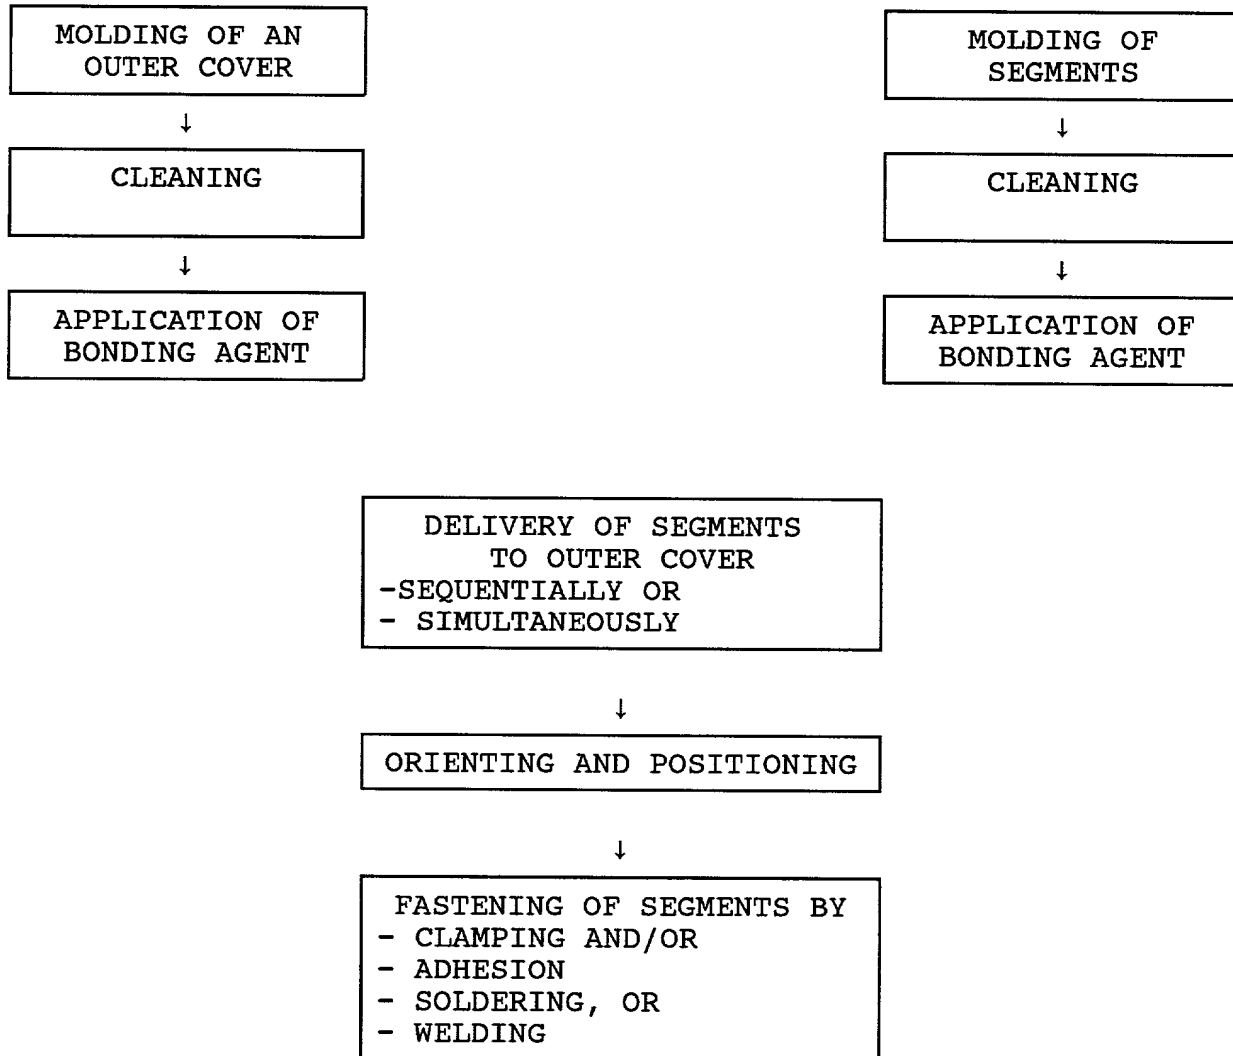 MOLDING OF AN
OUTER COVER
↓
CLEANING
↓
APPLICATION OF
BONDING AGENT
MOLDING OF
SEGMENTS
↓
CLEANING
↓
APPLICATION OF
BONDING AGENT
DELIVERY OF SEGMENTS
TO OUTER COVER
-SEQUENTIALLY OR
- SIMULTANEOUSLY
↓
ORIENTING AND POSITIONING
↓
FASTENING OF SEGMENTS BY
- CLAMPING AND/OR
- ADHESION
- SOLDERING, OR
- WELDING